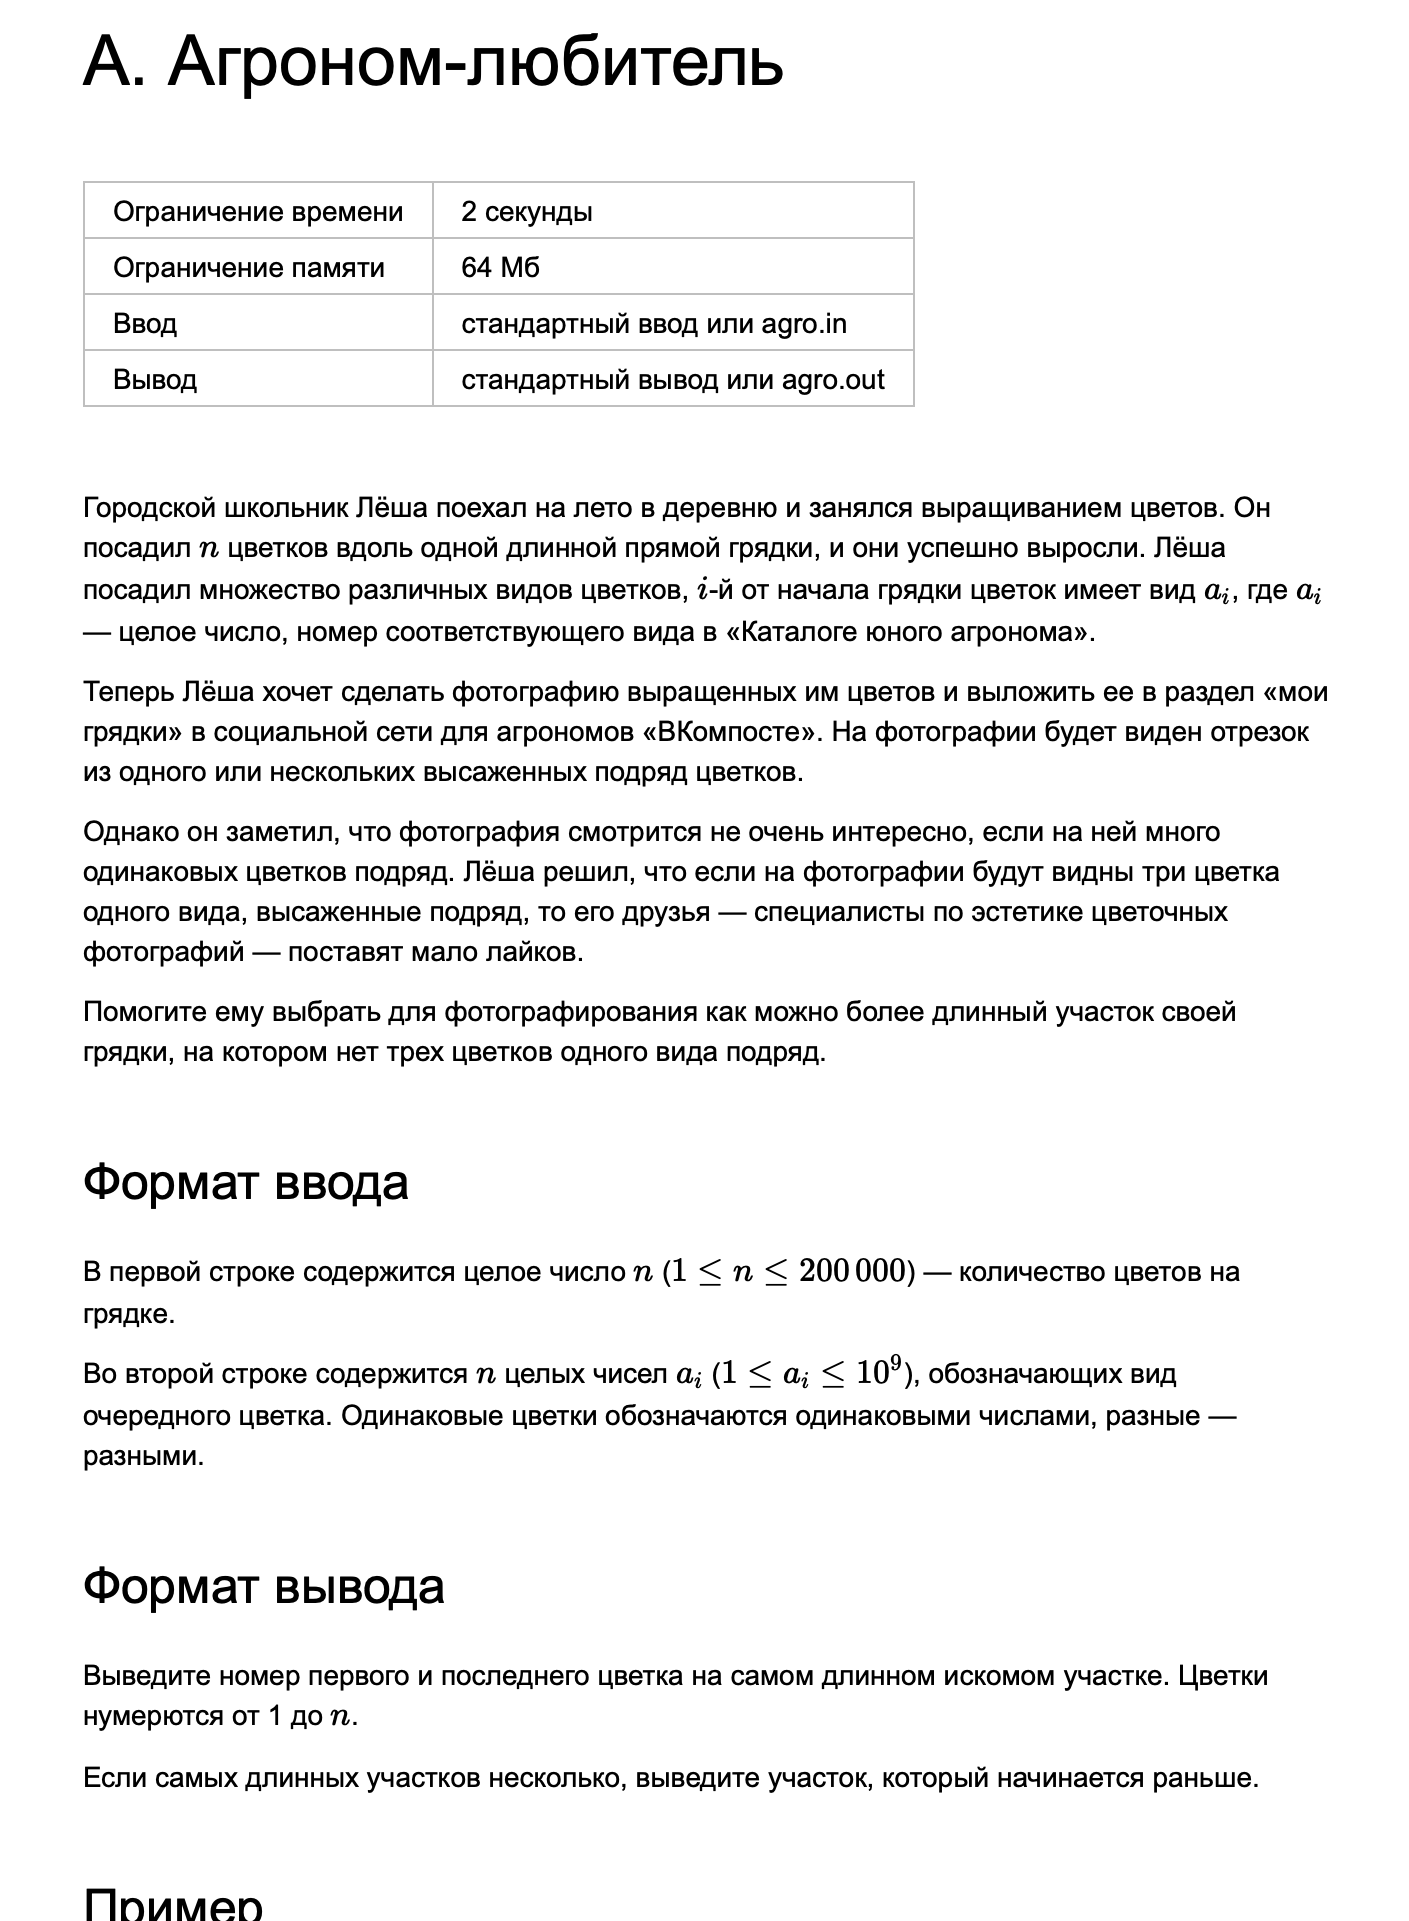 А. Агроном-любитель
Ограничение времени 2 секунды
Ограничение памяти 64 Мб
Ввод стандартный ввод или agro.in
Вывод стандартный вывод или agro.out
Городской школьник Лёша поехал на лето в деревню и занялся выращиванием цветов. Он
посадил n цветков вдоль одной длинной прямой грядки, и они успешно выросли. Лёша
посадил множество различных видов цветков, i-й от начала грядки цветок имеет вид aᵢ, где aᵢ
— целое число, номер соответствующего вида в «Каталоге юного агронома».
Теперь Лёша хочет сделать фотографию выращенных им цветов и выложить ее в раздел «мои
грядки» в социальной сети для агрономов «ВКомпосте». На фотографии будет виден отрезок
из одного или нескольких высаженных подряд цветков.
Однако он заметил, что фотография смотрится не очень интересно, если на ней много
одинаковых цветков подряд. Лёша решил, что если на фотографии будут видны три цветка
одного вида, высаженные подряд, то его друзья — специалисты по эстетике цветочных
фотографий — поставят мало лайков.
Помогите ему выбрать для фотографирования как можно более длинный участок своей
грядки, на котором нет трех цветков одного вида подряд.
Формат ввода
В первой строке содержится целое число n (1 ≤ n ≤ 200 000) — количество цветов на
грядке.
Во второй строке содержится n целых чисел aᵢ (1 ≤ aᵢ ≤ 10⁹), обозначающих вид
очередного цветка. Одинаковые цветки обозначаются одинаковыми числами, разные —
разными.
Формат вывода
Выведите номер первого и последнего цветка на самом длинном искомом участке. Цветки
нумерются от 1 до n.
Если самых длинных участков несколько, выведите участок, который начинается раньше.
Пример